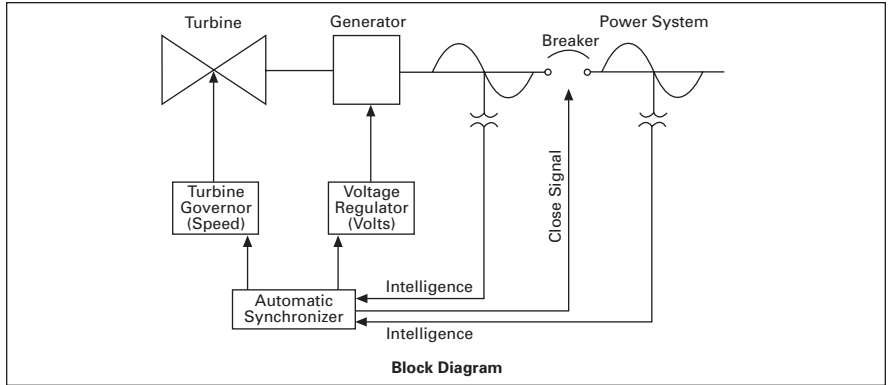 Turbine
Generator
Power System
Breaker
Close Signal
Turbine
Governor
(Speed)
Voltage
Regulator
(Volts)
Intelligence
Automatic
Synchronizer
Intelligence
Block Diagram